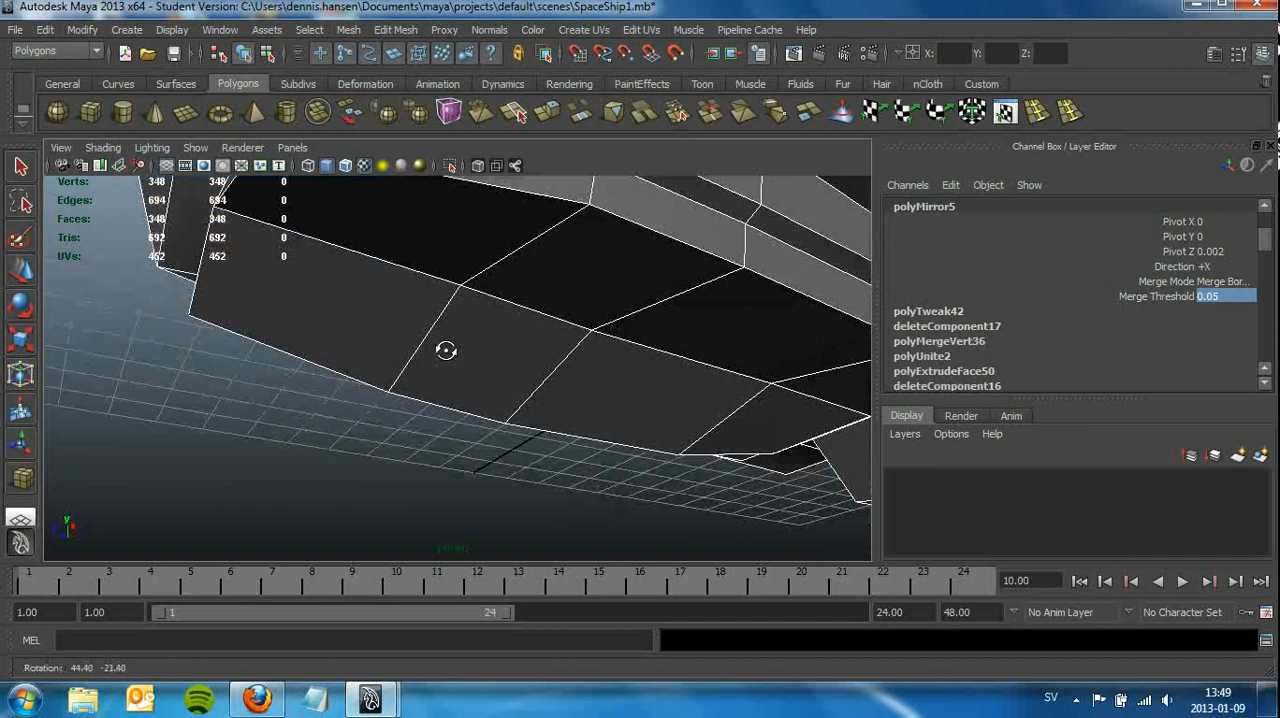 Autodesk Maya 2013 x64 - Student Version: C:\Users\dennis.hansen\Documents\maya\projects\default\scenes\SpaceShip1.mb*
File Edit Modify Create Display Window Assets Select Mesh Edit Mesh Proxy Normals Color Create UVs Edit UVs Muscle Pipeline Cache Help
Polygons X: Y: Z:
General Curves Surfaces Polygons Subdivs Deformation Animation Dynamics Rendering PaintEffects Toon Muscle Fluids Fur Hair nCloth Custom
View Shading Lighting Show Renderer Panels
Channel Box / Layer Editor
Channels Edit Object Show
Verts: 348 348 0
Edges: 694 694 0
Faces: 348 348 0
Tris: 692 692 0
UVs: 452 452 0
polyMirror5
Pivot X 0
Pivot Y 0
Pivot Z 0.002
Direction +X
Merge Mode Merge Bor...
Merge Threshold 0.05
polyTweak42
deleteComponent17
polyMergeVert36
polyUnite2
polyExtrudeFace50
deleteComponent16
Display Render Anim
Layers Options Help
y
1 2 3 4 5 6 7 8 9 10 11 12 13 14 15 16 17 18 19 20 21 22 23 24 10.00
1.00 1.00 1 24 24.00 48.00 No Anim Layer No Character Set
MEL
Rotation: 44.40 -21.40
SV 13:49
2013-01-09